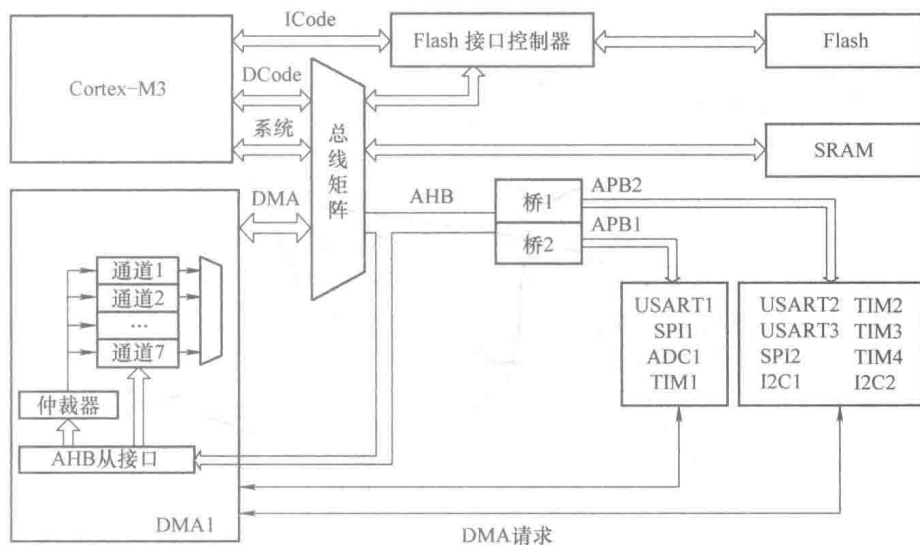 ICode
Flash 接口控制器
Flash
Cortex-M3
DCode
系统
总线矩阵
SRAM
DMA
AHB
桥1
APB2
桥2
APB1
通道1
通道2
…
通道7
仲裁器
AHB从接口
DMA1
USART1
SPI1
ADC1
TIM1
USART2 TIM2
USART3 TIM3
SPI2 TIM4
I2C1 I2C2
DMA请求